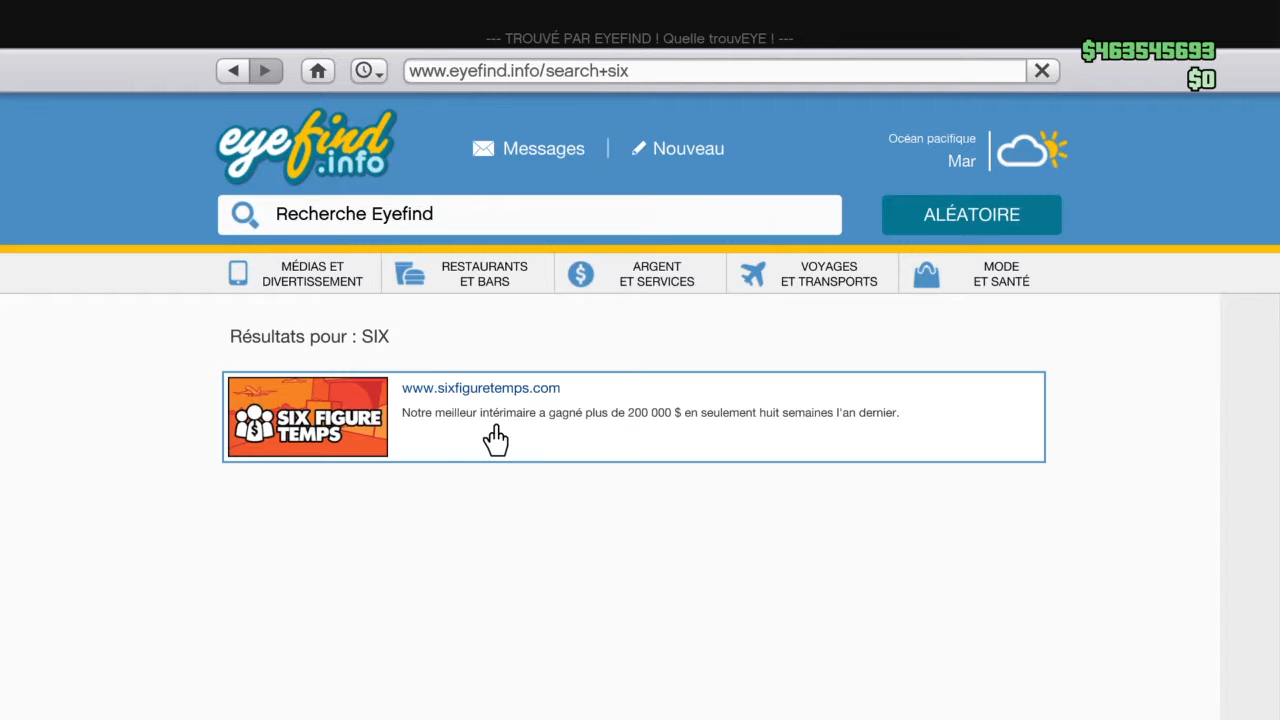 --- TROUVÉ PAR EYEFIND ! Quelle trouvEYE ! ---
$463545693
$0
www.eyefind.info/search+six
eyefind
.info
Messages
Nouveau
Océan pacifique
Mar
Recherche Eyefind
ALÉATOIRE
MÉDIAS ET
DIVERTISSEMENT
RESTAURANTS
ET BARS
ARGENT
ET SERVICES
VOYAGES
ET TRANSPORTS
MODE
ET SANTÉ
Résultats pour : SIX
SIX FIGURE
TEMPS
www.sixfiguretemps.com
Notre meilleur intérimaire a gagné plus de 200 000 $ en seulement huit semaines l'an dernier.